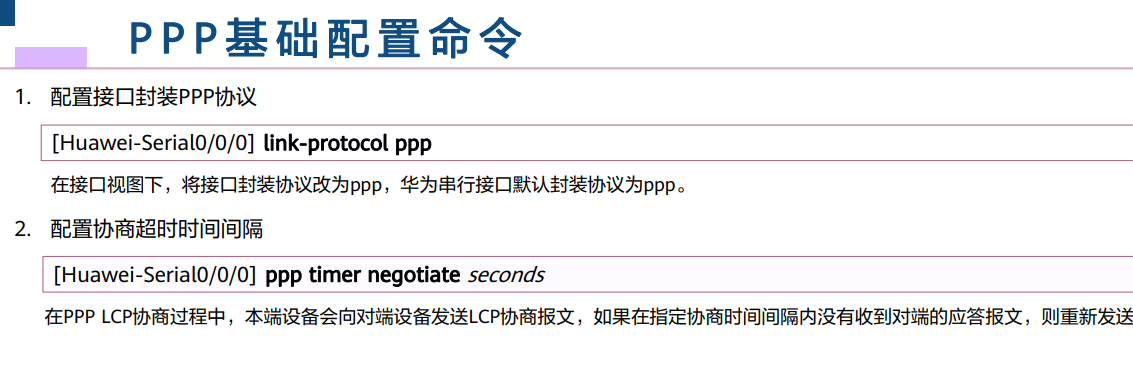 PPP基础配置命令
1. 配置接口封装PPP协议
[Huawei-Serial0/0/0] link-protocol ppp
在接口视图下，将接口封装协议改为ppp，华为串行接口默认封装协议为ppp。
2. 配置协商超时时间间隔
[Huawei-Serial0/0/0] ppp timer negotiate seconds
在PPP LCP协商过程中，本端设备会向对端设备发送LCP协商报文，如果在指定协商时间间隔内没有收到对端的应答报文，则重新发送